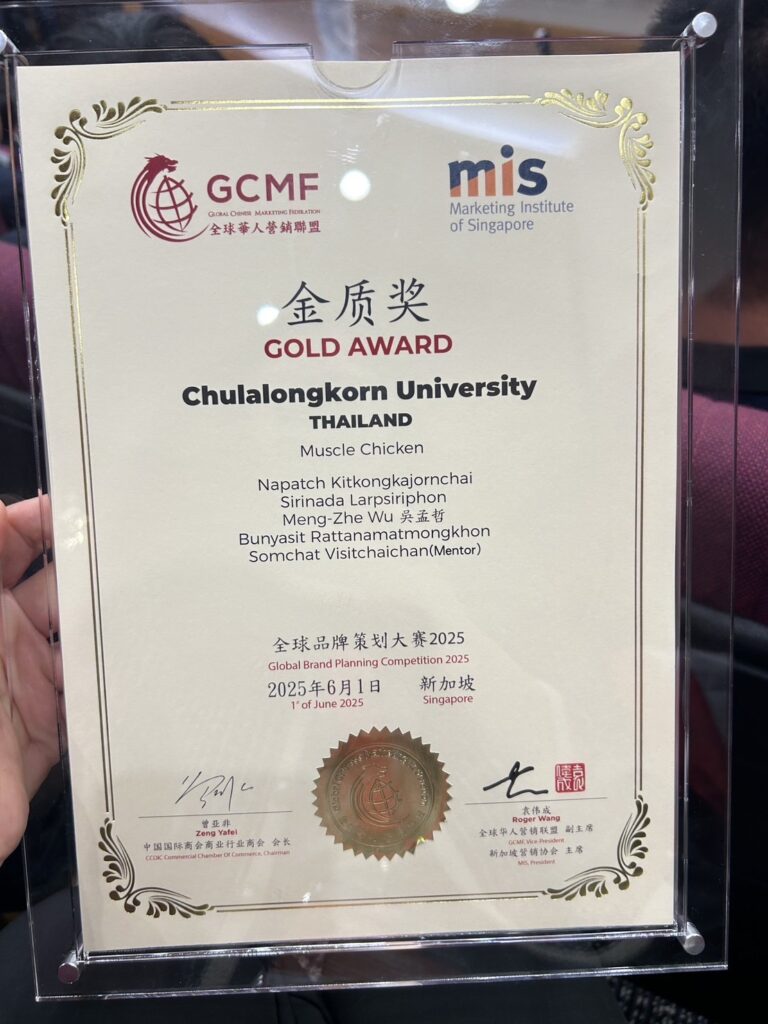 GCMF
GLOBAL CHINESE MARKETING FEDERATION
全球華人營銷聯盟
mis
Marketing Institute
of Singapore
金质奖
GOLD AWARD
Chulalongkorn University
THAILAND
Muscle Chicken
Napatch Kitkongkajornchai
Sirinada Larpsiriphon
Meng-Zhe Wu 吳孟哲
Bunyasit Rattanamatmongkhon
Somchat Visitchaichan(Mentor)
全球品牌策划大赛2025
Global Brand Planning Competition 2025
2025年6月1日 新加坡
1st of June 2025 Singapore
曾亚非
Zeng Yafei
中国国际商会商业行业商会 会长
CCOIC Commercial Chamber Of Commerce, Chairman
袁伟成
Roger Wang
全球华人营销联盟 副主席
GCMF, Vice-President
新加坡营销协会 主席
MIS, President